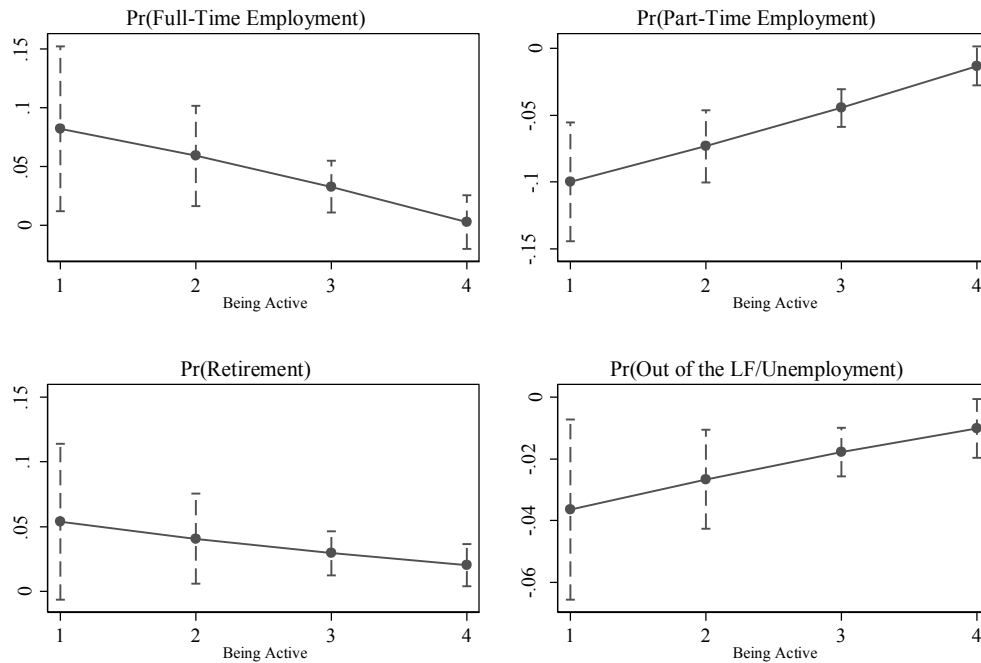 Pr(Full-Time Employment)
.15
.1
.05
0
1 2 3 4
Being Active
Pr(Part-Time Employment)
0
-.05
-.1
-.15
1 2 3 4
Being Active
Pr(Retirement)
.15
.1
.05
0
1 2 3 4
Being Active
Pr(Out of the LF/Unemployment)
0
-.02
-.04
-.06
1 2 3 4
Being Active